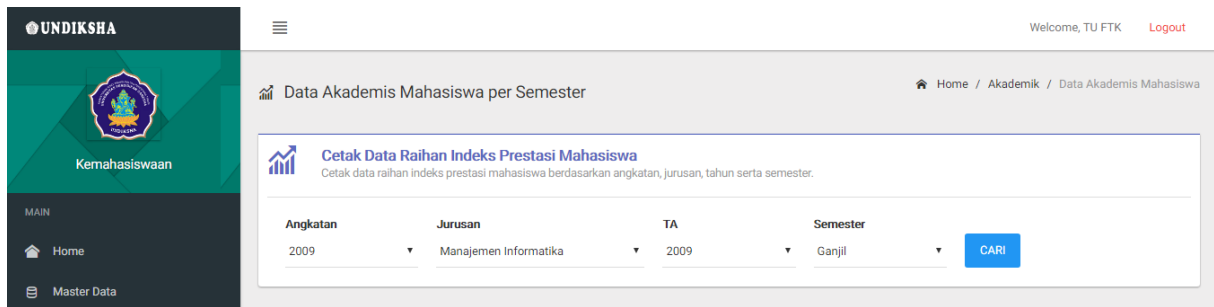 UNDIKSHA
Welcome, TU FTK Logout
Data Akademis Mahasiswa per Semester
Home / Akademik / Data Akademis Mahasiswa
Kemahasiswaan
Cetak Data Raihan Indeks Prestasi Mahasiswa
Cetak data raihan indeks prestasi mahasiswa berdasarkan angkatan, jurusan, tahun serta semester.
MAIN
Home
Master Data
Angkatan Jurusan TA Semester
2009 Manajemen Informatika 2009 Ganjil CARI